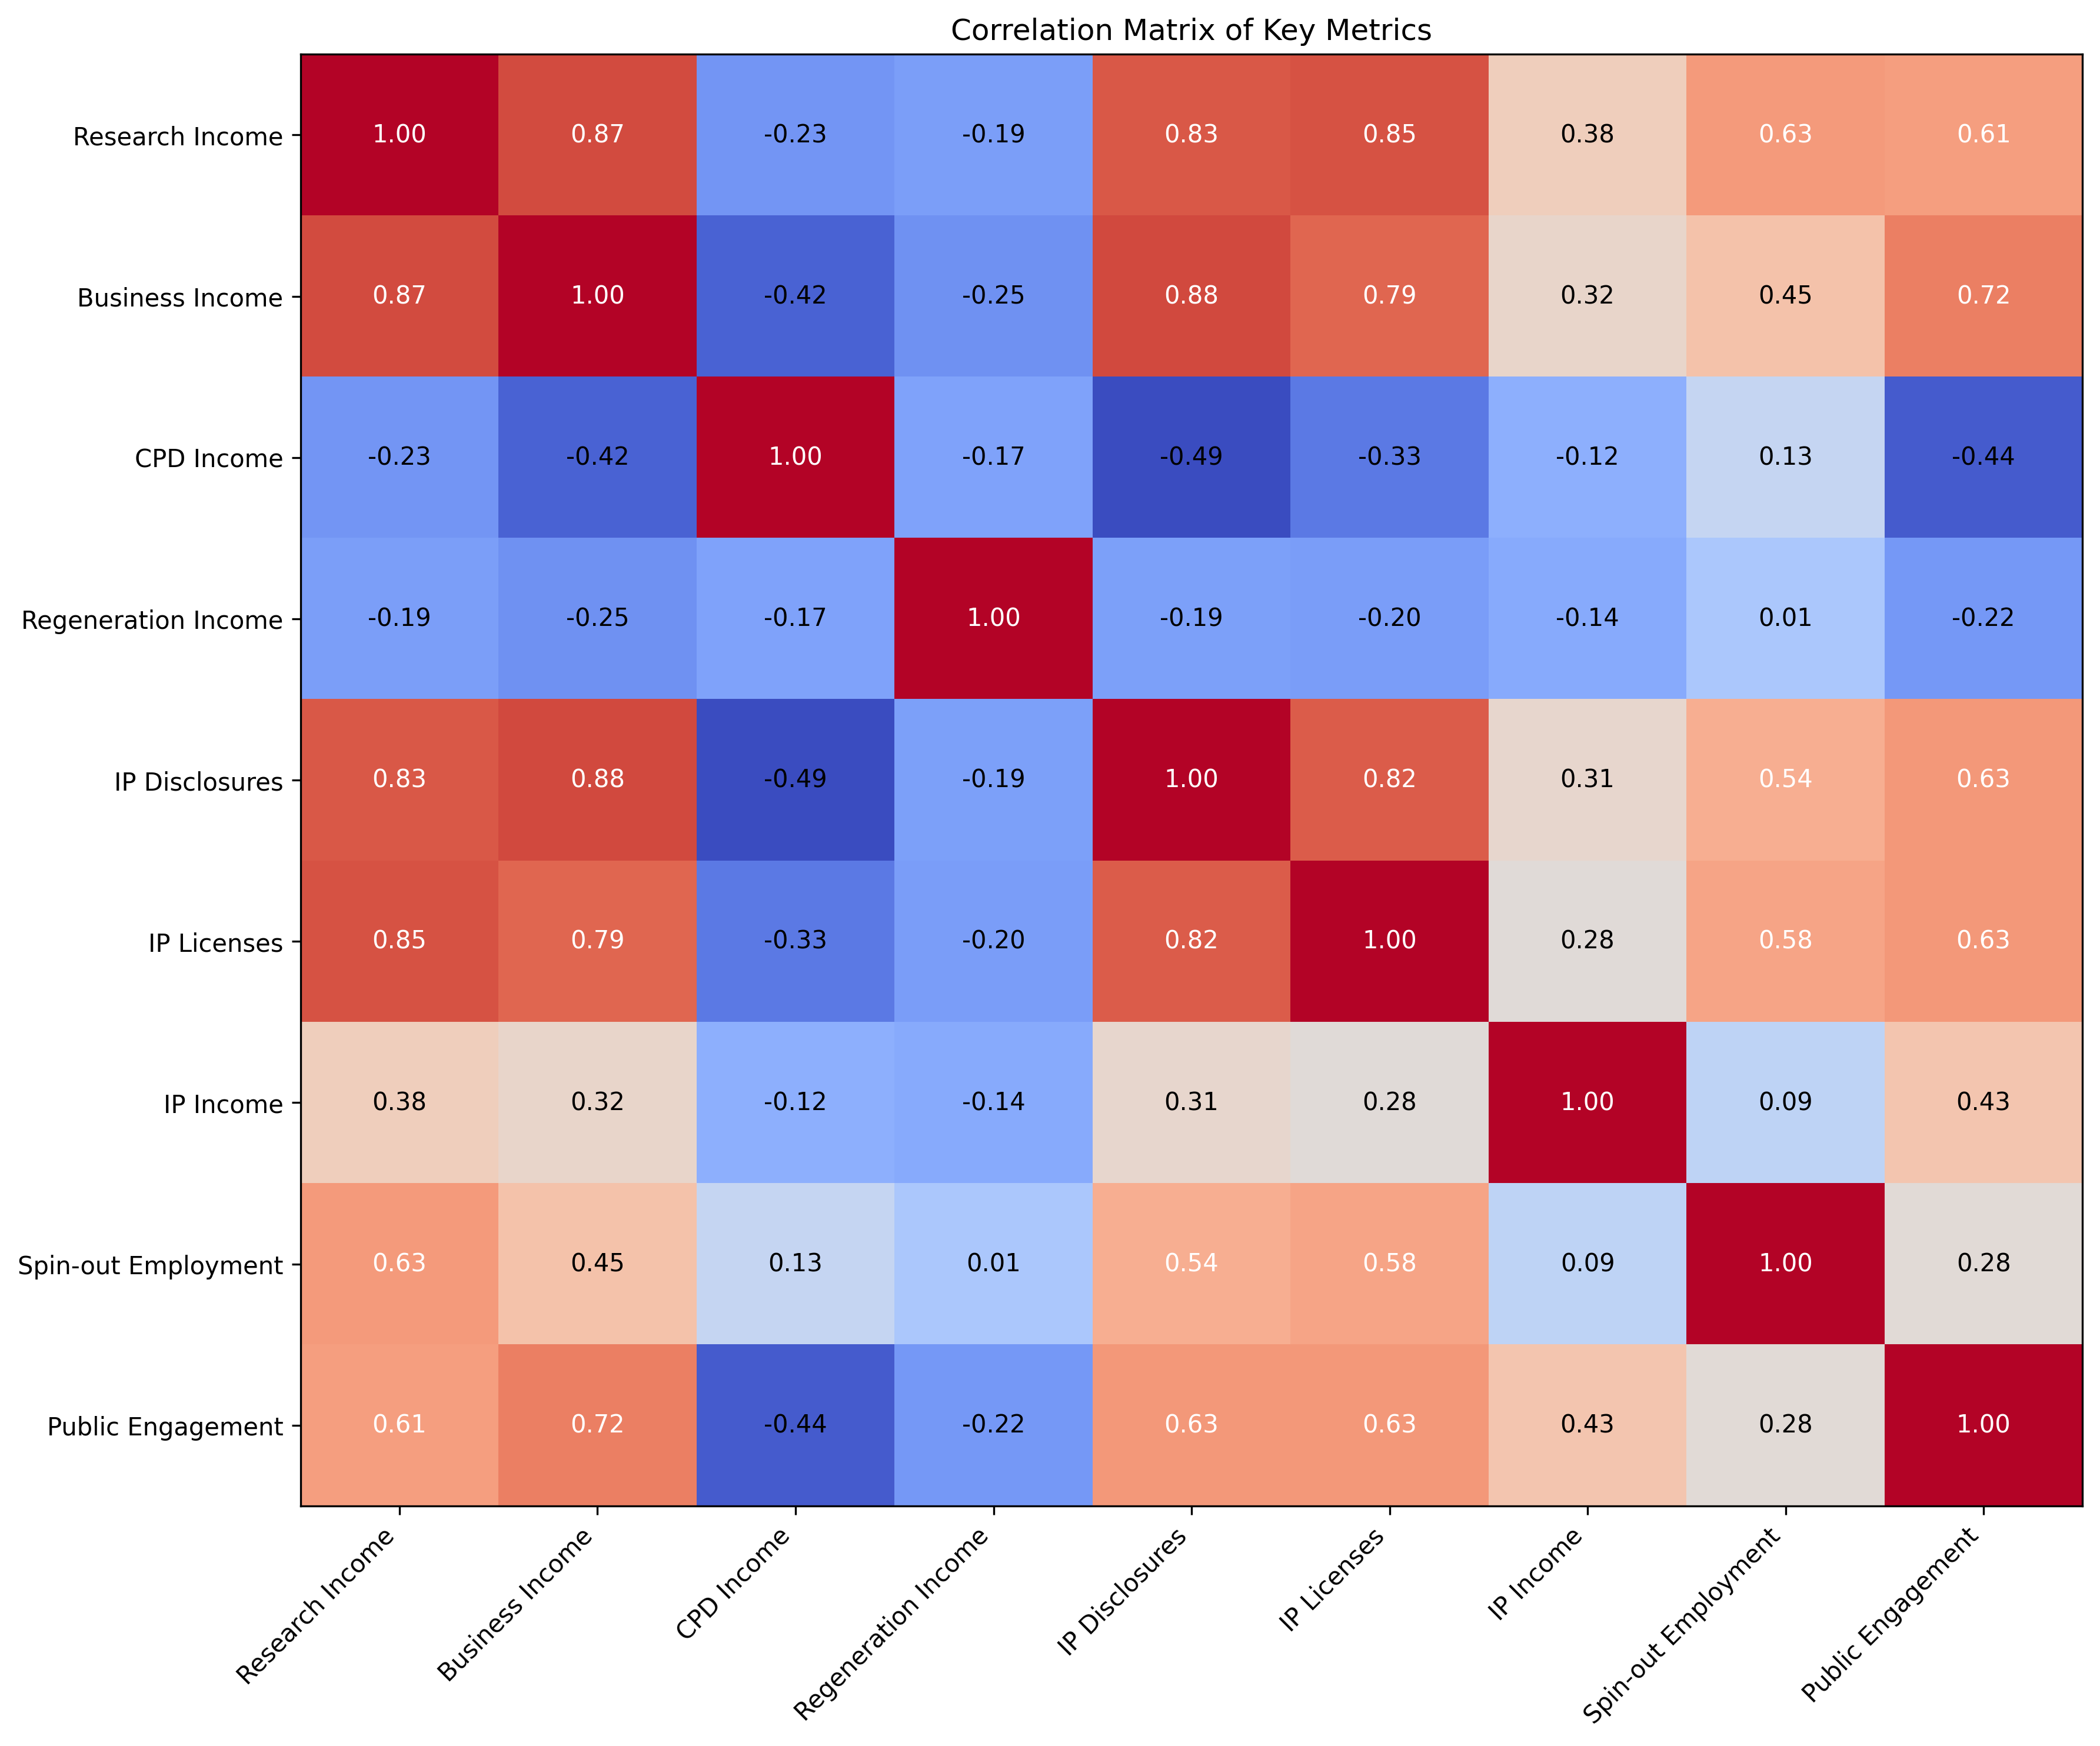 Correlation Matrix of Key Metrics
Research Income 1.00 0.87 -0.23 -0.19 0.83 0.85 0.38 0.63 0.61
Business Income 0.87 1.00 -0.42 -0.25 0.88 0.79 0.32 0.45 0.72
CPD Income -0.23 -0.42 1.00 -0.17 -0.49 -0.33 -0.12 0.13 -0.44
Regeneration Income -0.19 -0.25 -0.17 1.00 -0.19 -0.20 -0.14 0.01 -0.22
IP Disclosures 0.83 0.88 -0.49 -0.19 1.00 0.82 0.31 0.54 0.63
IP Licenses 0.85 0.79 -0.33 -0.20 0.82 1.00 0.28 0.58 0.63
IP Income 0.38 0.32 -0.12 -0.14 0.31 0.28 1.00 0.09 0.43
Spin-out Employment 0.63 0.45 0.13 0.01 0.54 0.58 0.09 1.00 0.28
Public Engagement 0.61 0.72 -0.44 -0.22 0.63 0.63 0.43 0.28 1.00
Research Income
Business Income
CPD Income
Regeneration Income
IP Disclosures
IP Licenses
IP Income
Spin-out Employment
Public Engagement